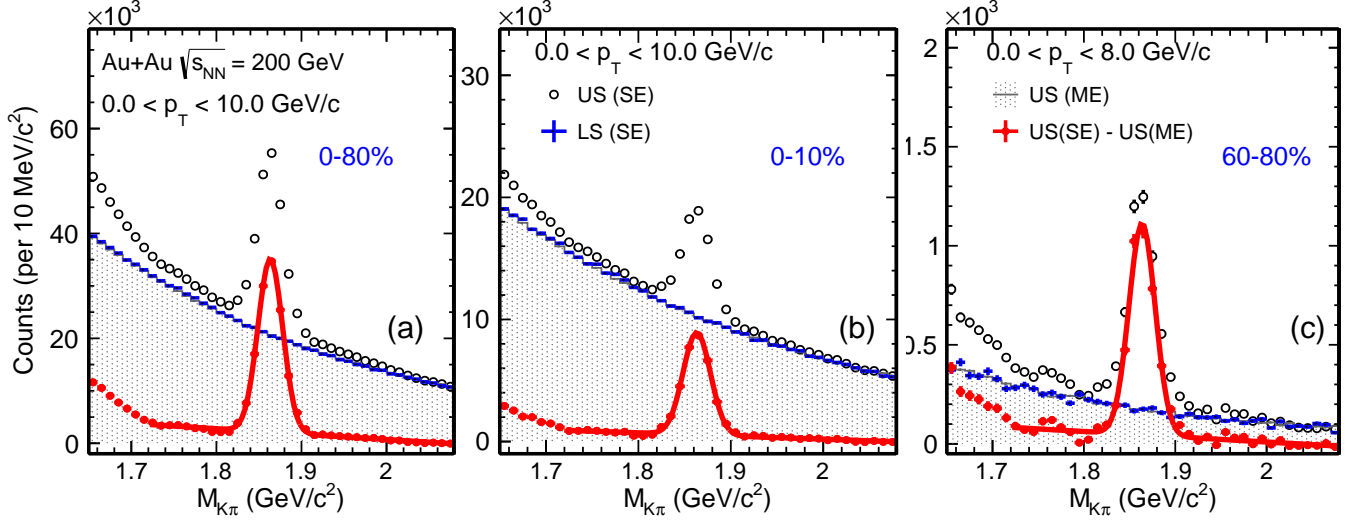 ×10³
Counts (per 10 MeV/c²)
Au+Au √s_NN = 200 GeV
0.0 < p_T < 10.0 GeV/c
0-80%
(a)
60
40
20
0
1.7 1.8 1.9 2
M_Kπ (GeV/c²)
×10³
0.0 < p_T < 10.0 GeV/c
US (SE)
LS (SE)
0-10%
(b)
30
20
10
0
1.7 1.8 1.9 2
M_Kπ (GeV/c²)
×10³
0.0 < p_T < 8.0 GeV/c
US (ME)
US(SE) - US(ME)
60-80%
(c)
2
1.5
1
0.5
0
1.7 1.8 1.9 2
M_Kπ (GeV/c²)